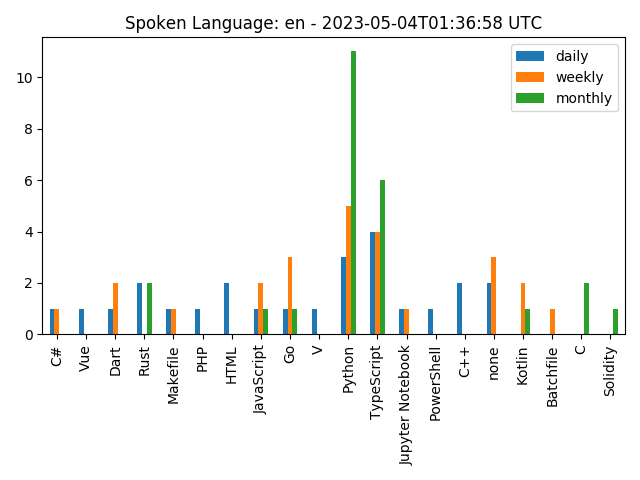 Spoken Language: en - 2023-05-04T01:36:58 UTC
daily
weekly
monthly
10
8
6
4
2
0
C#
Vue
Dart
Rust
Makefile
PHP
HTML
JavaScript
Go
V
Python
TypeScript
Jupyter Notebook
PowerShell
C++
none
Kotlin
Batchfile
C
Solidity